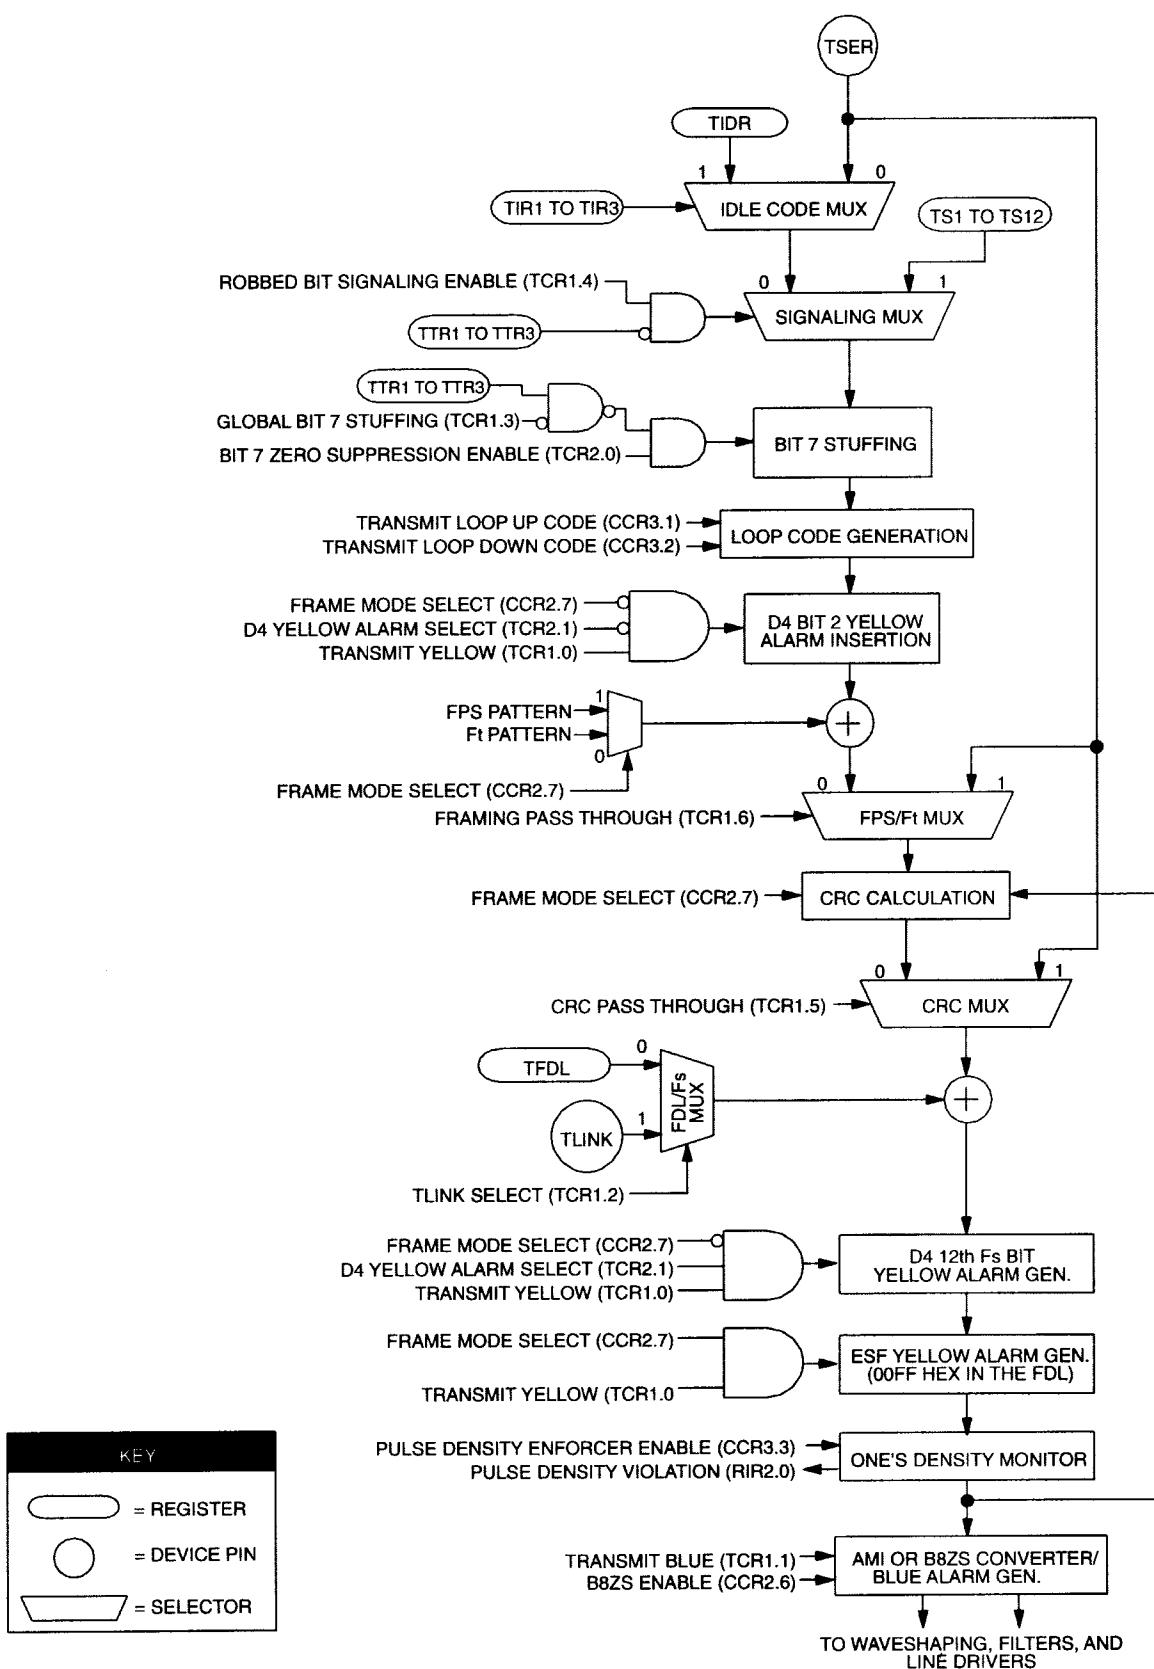 TSER
TIDR
1
0
TIR1 TO TIR3
IDLE CODE MUX
TS1 TO TS12
ROBBED BIT SIGNALING ENABLE (TCR1.4)
0
1
TTR1 TO TTR3
SIGNALING MUX
TTR1 TO TTR3
GLOBAL BIT 7 STUFFING (TCR1.3)
BIT 7 STUFFING
BIT 7 ZERO SUPPRESSION ENABLE (TCR2.0)
TRANSMIT LOOP UP CODE (CCR3.1)
LOOP CODE GENERATION
TRANSMIT LOOP DOWN CODE (CCR3.2)
FRAME MODE SELECT (CCR2.7)
D4 YELLOW ALARM SELECT (TCR2.1)
TRANSMIT YELLOW (TCR1.0)
D4 BIT 2 YELLOW
ALARM INSERTION
1
FPS PATTERN
Ft PATTERN
0
+
FRAME MODE SELECT (CCR2.7)
0
1
FRAMING PASS THROUGH (TCR1.6)
FPS/Ft MUX
FRAME MODE SELECT (CCR2.7)
CRC CALCULATION
0
1
CRC PASS THROUGH (TCR1.5)
CRC MUX
0
TFDL
FDL/Fs
MUX
1
TLINK
+
TLINK SELECT (TCR1.2)
FRAME MODE SELECT (CCR2.7)
D4 YELLOW ALARM SELECT (TCR2.1)
TRANSMIT YELLOW (TCR1.0)
D4 12th Fs BIT
YELLOW ALARM GEN.
FRAME MODE SELECT (CCR2.7)
TRANSMIT YELLOW (TCR1.0
ESF YELLOW ALARM GEN.
(00FF HEX IN THE FDL)
PULSE DENSITY ENFORCER ENABLE (CCR3.3)
PULSE DENSITY VIOLATION (RIR2.0)
ONE'S DENSITY MONITOR
TRANSMIT BLUE (TCR1.1)
B8ZS ENABLE (CCR2.6)
AMI OR B8ZS CONVERTER/
BLUE ALARM GEN.
TO WAVESHAPING, FILTERS, AND
LINE DRIVERS
KEY
= REGISTER
= DEVICE PIN
= SELECTOR